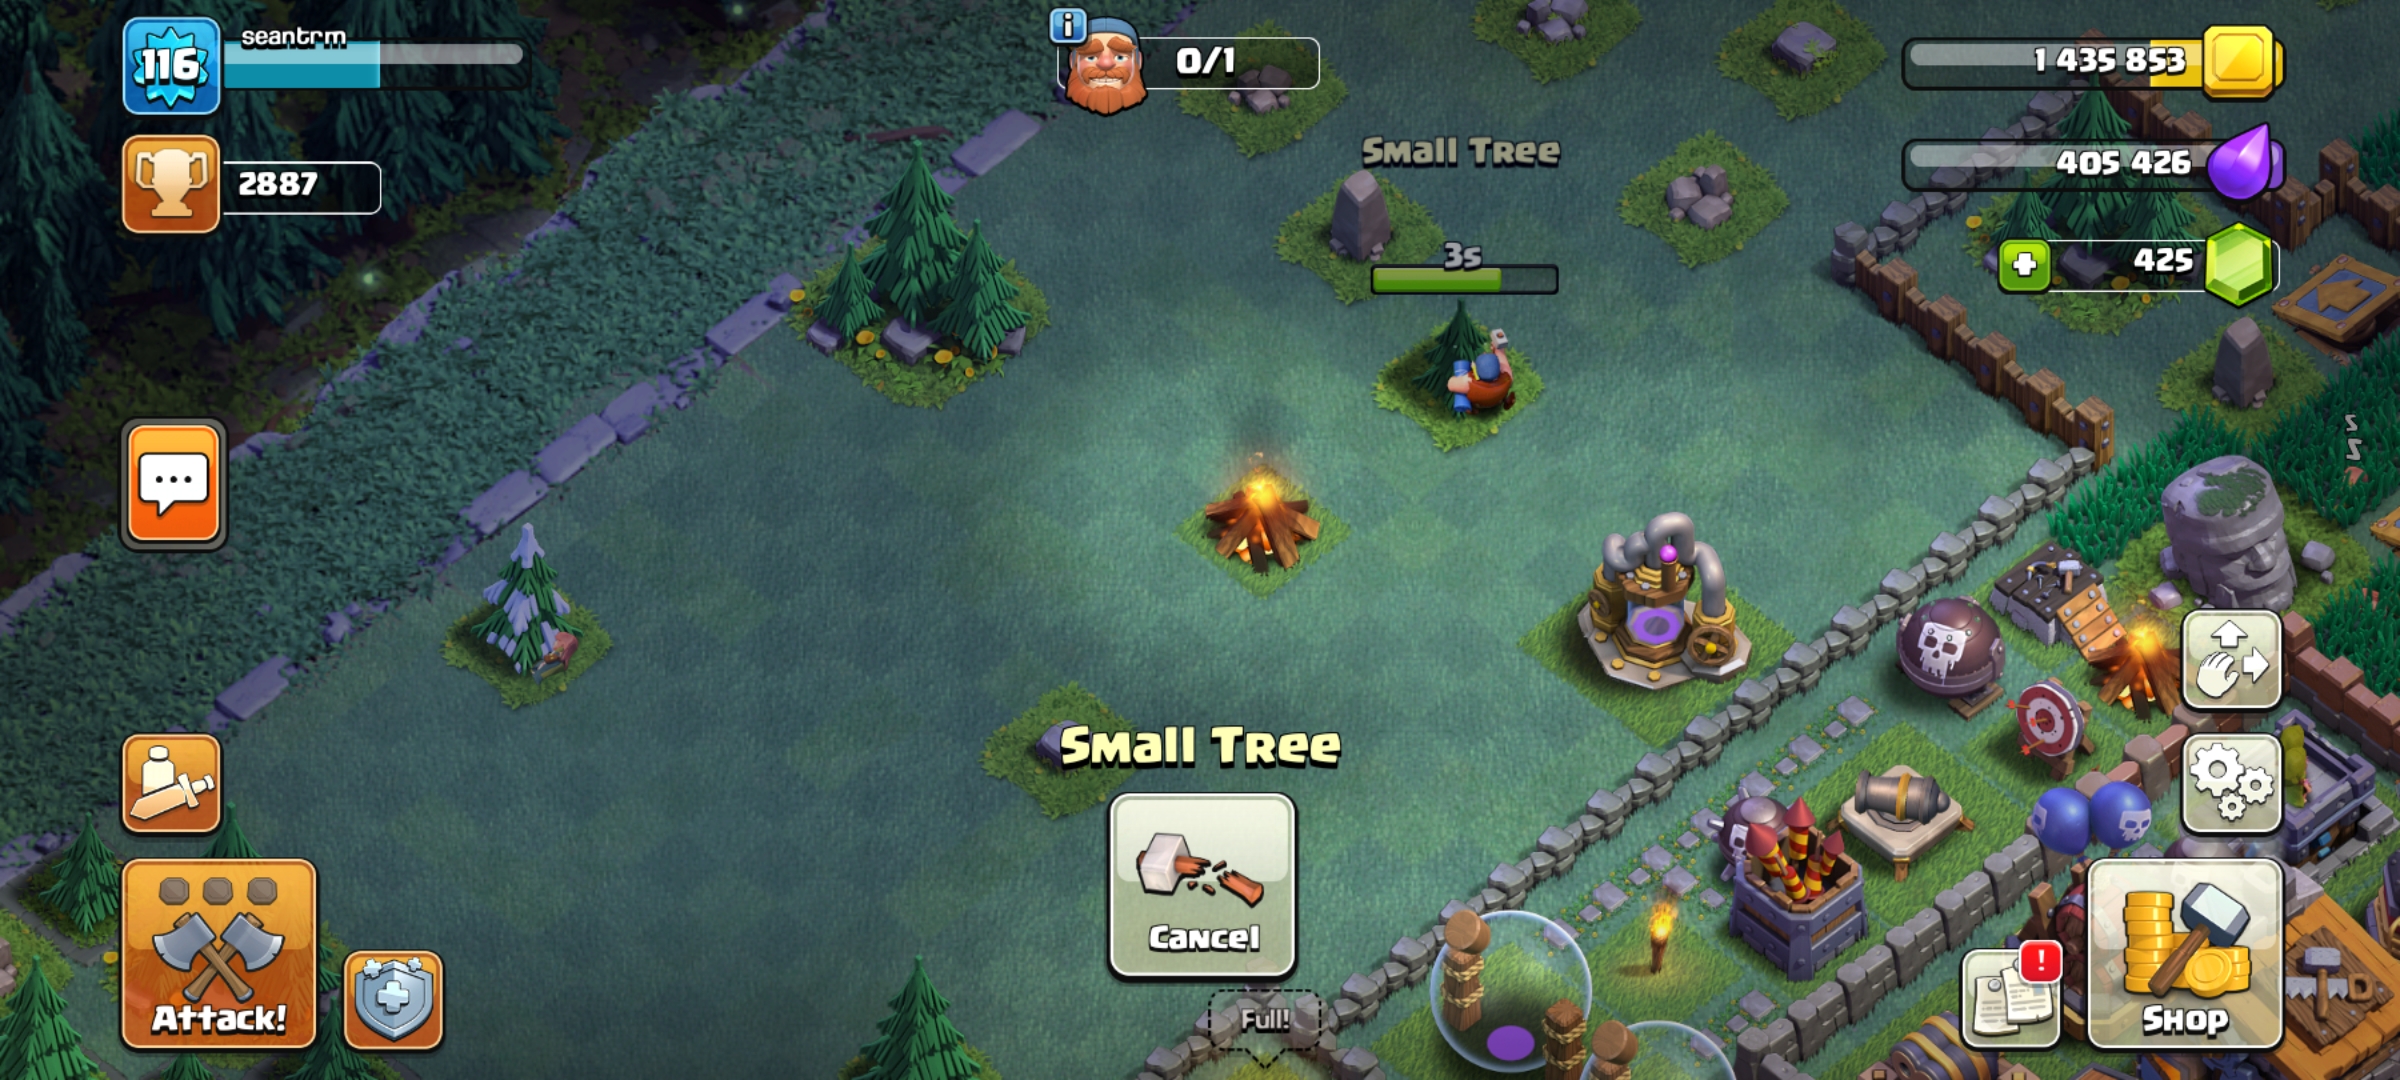 116
seantrm
i
0/1
1 435 853
Small Tree
405 426
2887
3s
425
Small Tree
Cancel
Attack!
Full!
!
Shop